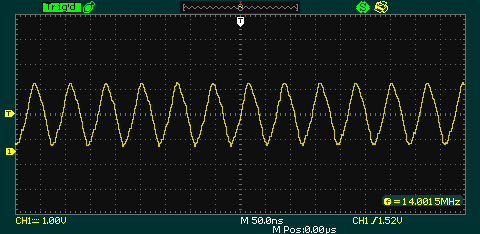 Trig'd S S
T
T
1
f = 14.0015MHz
CH1 1.00V M 50.0ns CH1 / 1.52V
M Pos:0.00µs